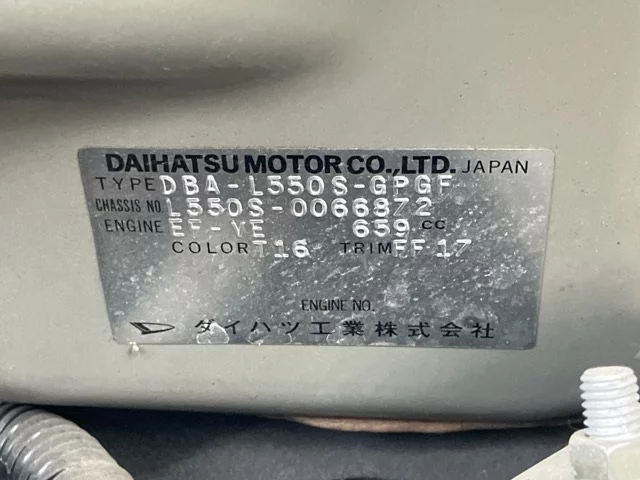 DAIHATSU MOTOR CO.,LTD. JAPAN
TYPE DBA-L550S-GPGF
CHASSIS NO. L550S-0066872
ENGINE EF-VE 659 CC
COLOR T16 TRIM FF17
ENGINE NO.
ダイハツ工業株式会社